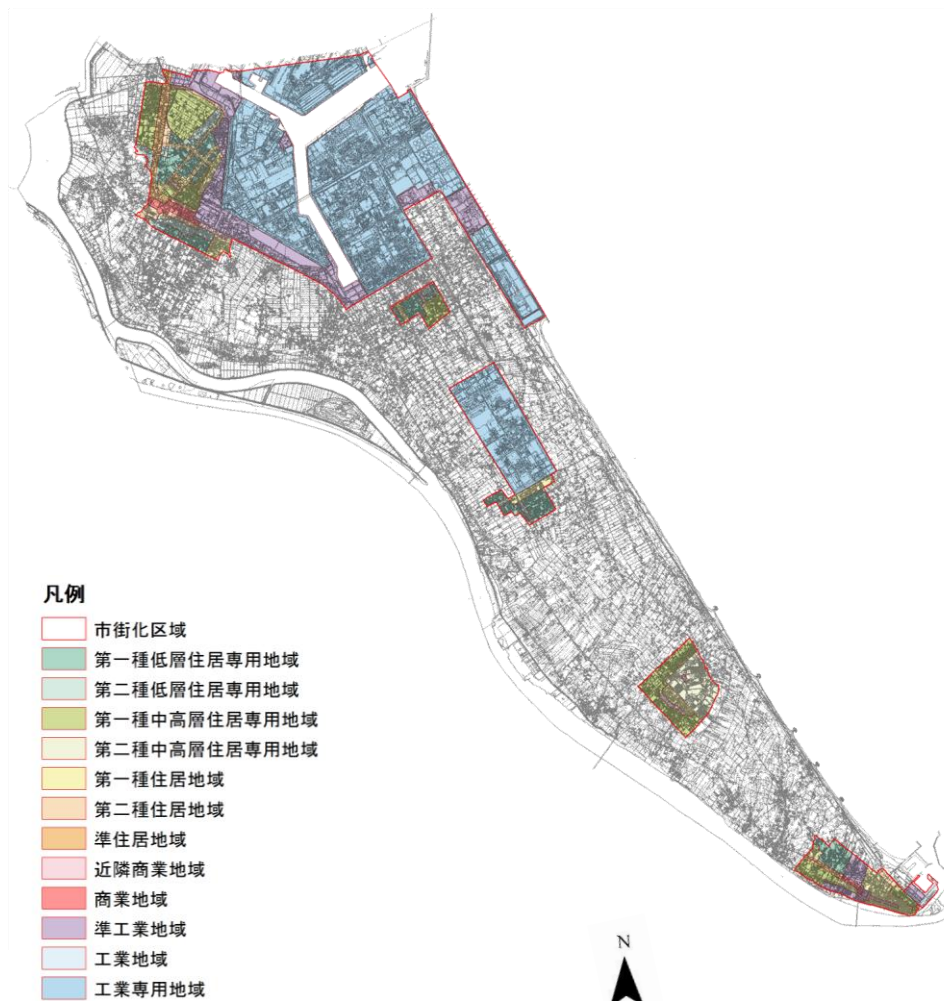 凡例
市街化区域
第一種低層住居専用地域
第二種低層住居専用地域
第一種中高層住居専用地域
第二種中高層住居専用地域
第一種住居地域
第二種住居地域
準住居地域
近隣商業地域
商業地域
準工業地域
工業地域
工業専用地域
N